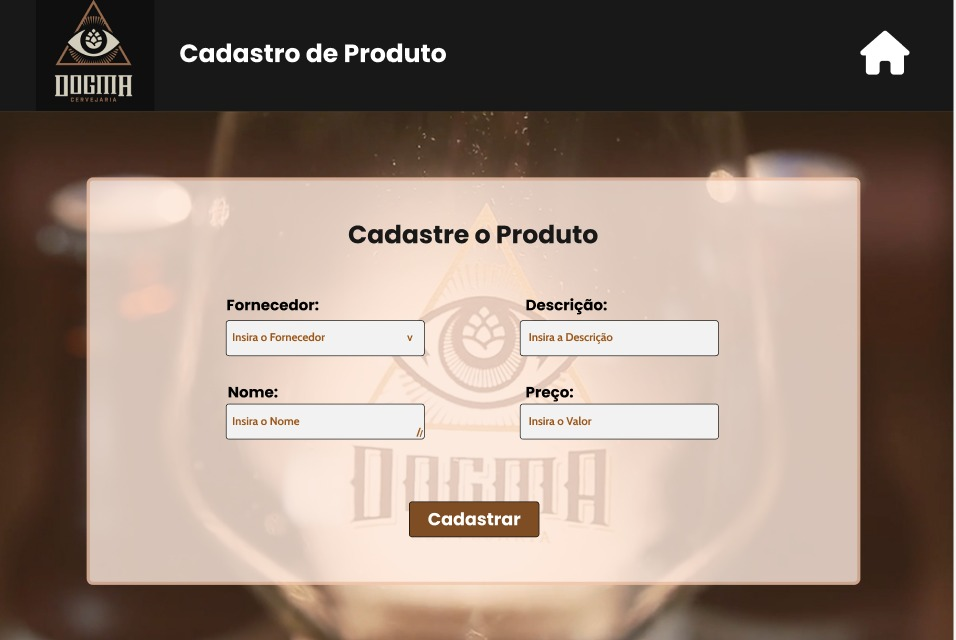 DOGMA
CERVEJARIA
Cadastro de Produto
Cadastre o Produto
Fornecedor:
Descrição:
Insira o Fornecedor v
Insira a Descrição
Nome:
Preço:
Insira o Nome //
Insira o Valor
DOGMA
Cadastrar